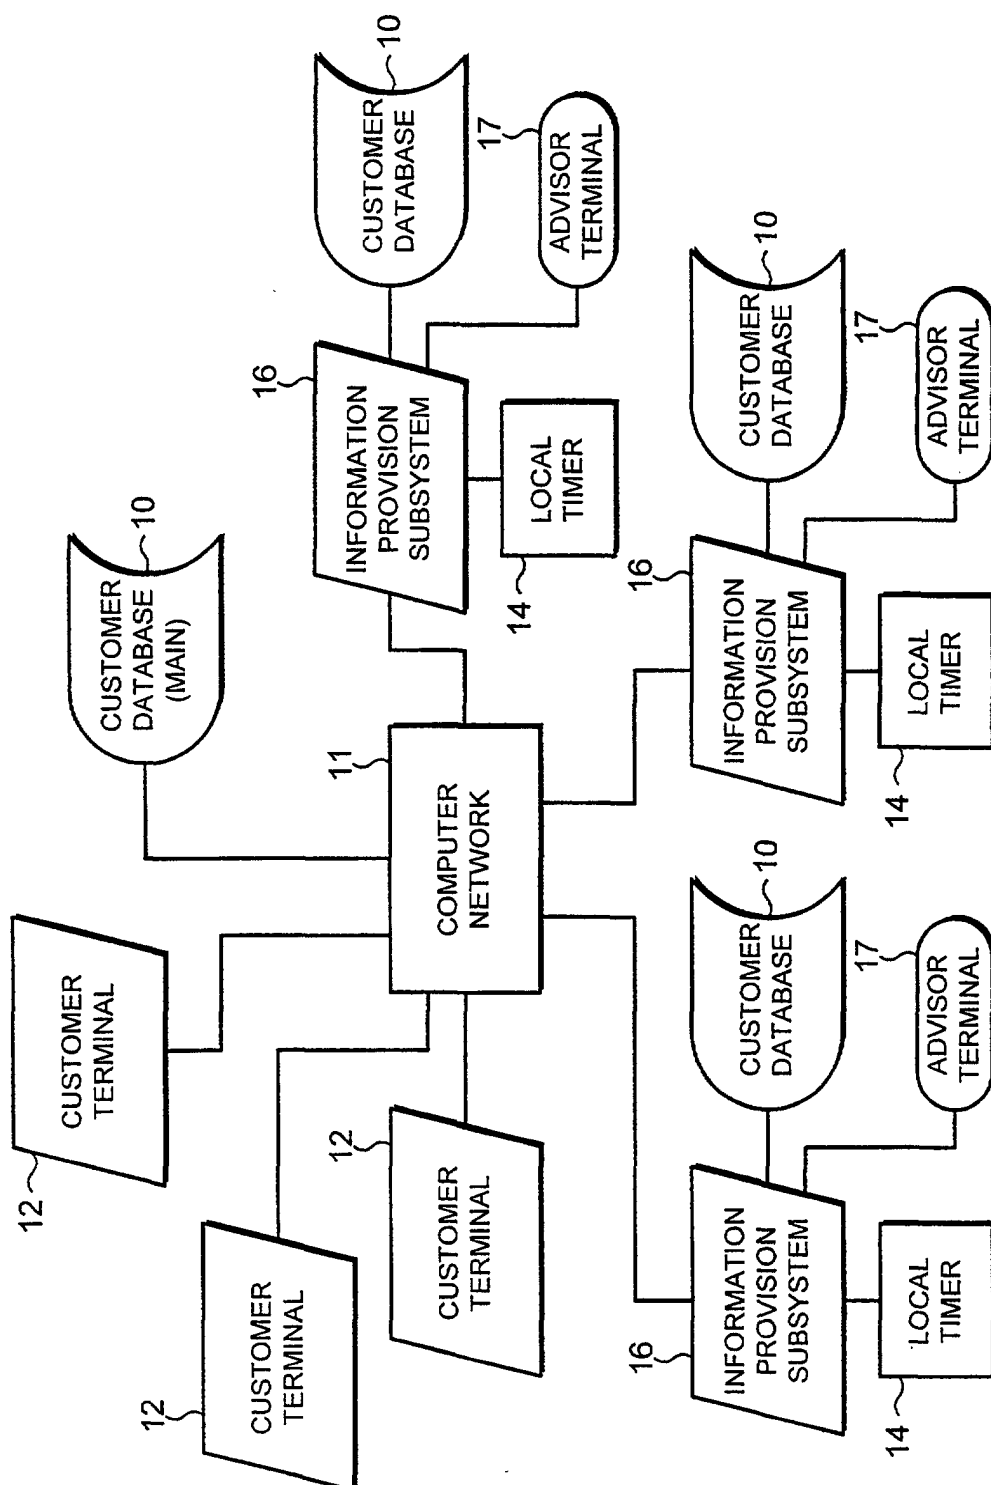 12
CUSTOMER
TERMINAL
CUSTOMER
DATABASE
(MAIN)
10
12
CUSTOMER
TERMINAL
16
INFORMATION
PROVISION
SUBSYSTEM
CUSTOMER
DATABASE
10
12
CUSTOMER
TERMINAL
11
COMPUTER
NETWORK
14
LOCAL
TIMER
17
ADVISOR
TERMINAL
16
INFORMATION
PROVISION
SUBSYSTEM
CUSTOMER
DATABASE
10
16
INFORMATION
PROVISION
SUBSYSTEM
CUSTOMER
DATABASE
10
14
LOCAL
TIMER
17
ADVISOR
TERMINAL
14
LOCAL
TIMER
17
ADVISOR
TERMINAL